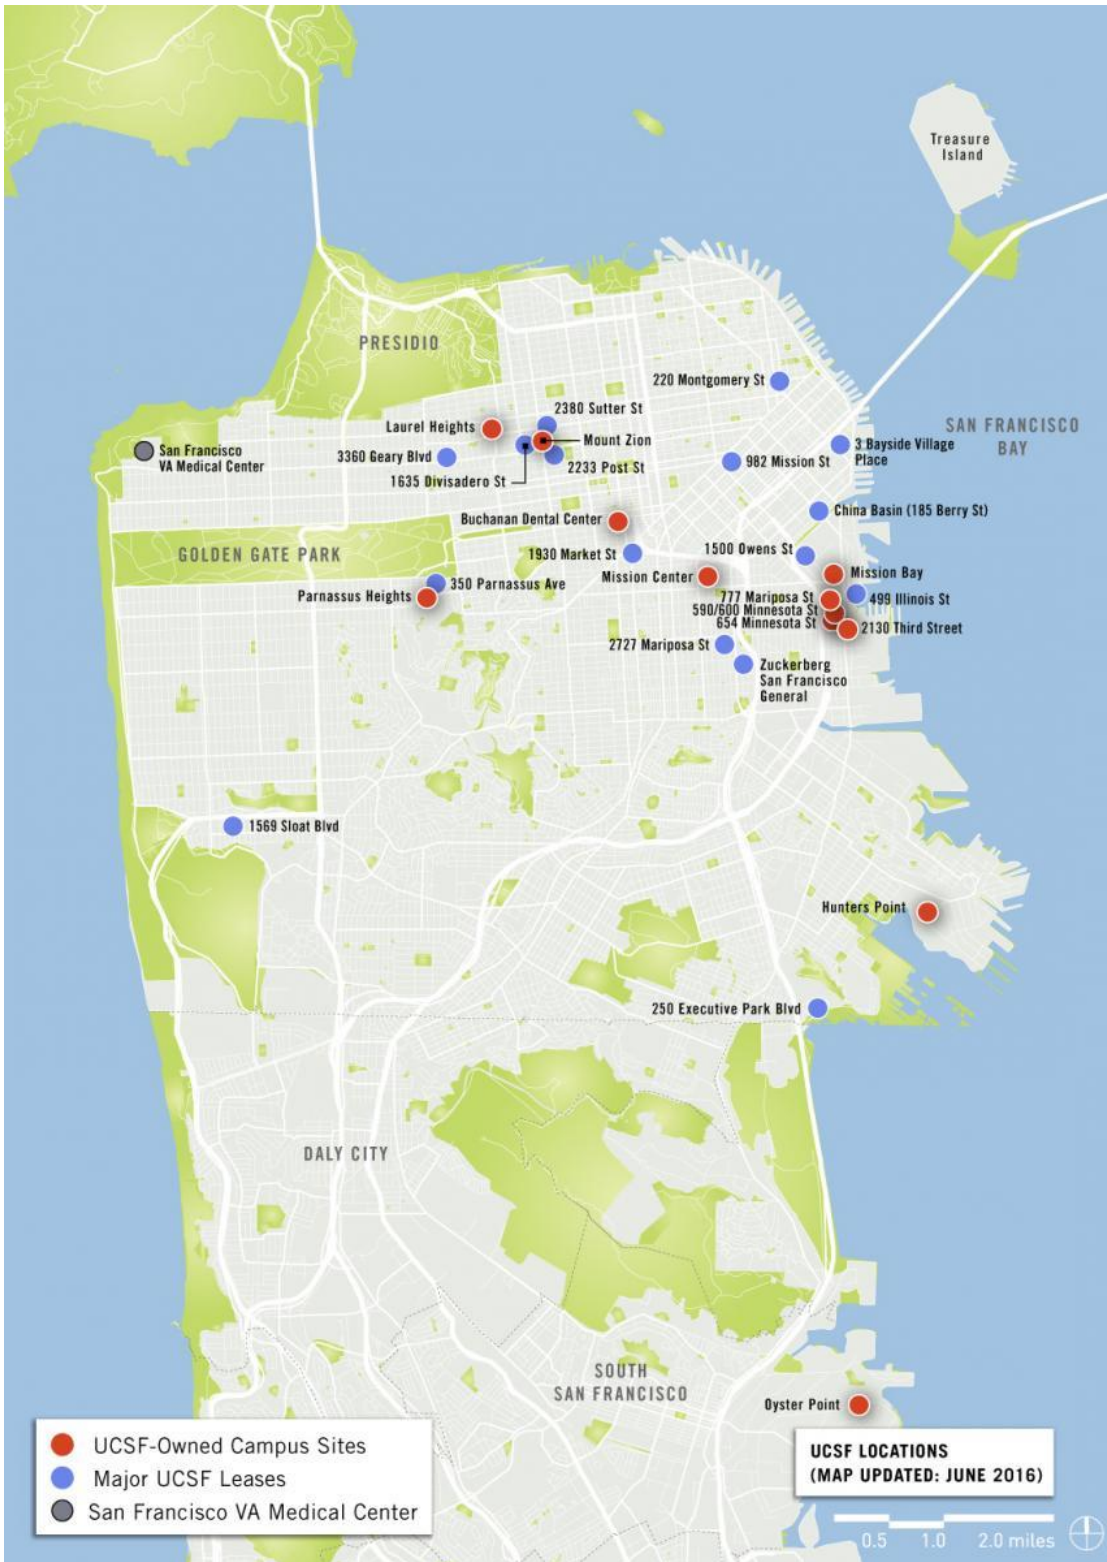 Treasure
Island
PRESIDIO
220 Montgomery St
2380 Sutter St
Laurel Heights
Mount Zion
SAN FRANCISCO
BAY
San Francisco
VA Medical Center
3360 Geary Blvd
2233 Post St
982 Mission St
3 Bayside Village
Place
1635 Divisadero St
Buchanan Dental Center
China Basin (185 Berry St)
GOLDEN GATE PARK
1930 Market St
1500 Owens St
Mission Center
Mission Bay
350 Parnassus Ave
Parnassus Heights
777 Mariposa St
499 Illinois St
590/600 Minnesota St
654 Minnesota St
2130 Third Street
2727 Mariposa St
Zuckerberg
San Francisco
General
1569 Sloat Blvd
Hunters Point
250 Executive Park Blvd
DALY CITY
SOUTH
SAN FRANCISCO
Oyster Point
UCSF-Owned Campus Sites
Major UCSF Leases
San Francisco VA Medical Center
UCSF LOCATIONS
(MAP UPDATED: JUNE 2016)
0.5 1.0 2.0 miles